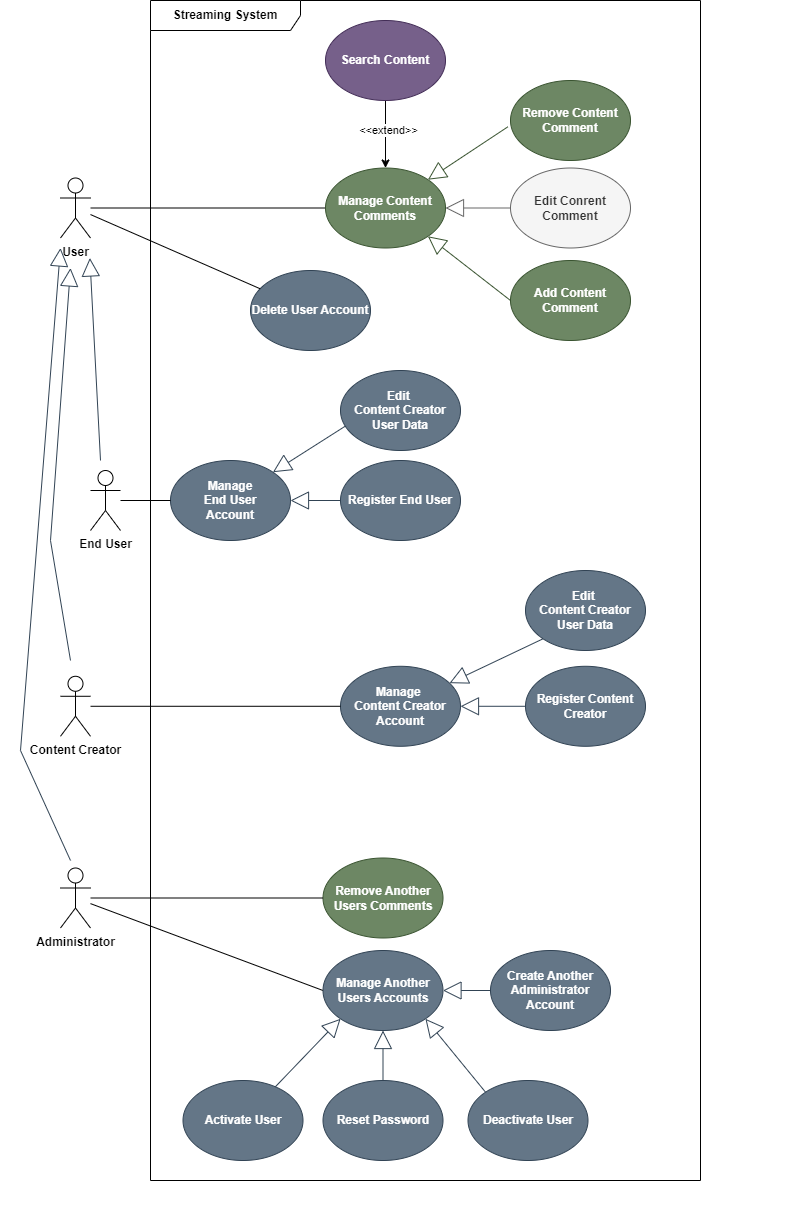 Streaming System
Search Content
<<extend>>
Remove Content
Comment
Manage Content
Comments
Edit Conrent
Comment
User
Add Content
Comment
Delete User Account
Edit
Content Creator
User Data
Manage
End User
Account
Register End User
End User
Edit
Content Creator
User Data
Manage
Content Creator
Account
Register Content
Creator
Content Creator
Remove Another
Users Comments
Administrator
Manage Another
Users Accounts
Create Another
Administrator
Account
Activate User
Reset Password
Deactivate User